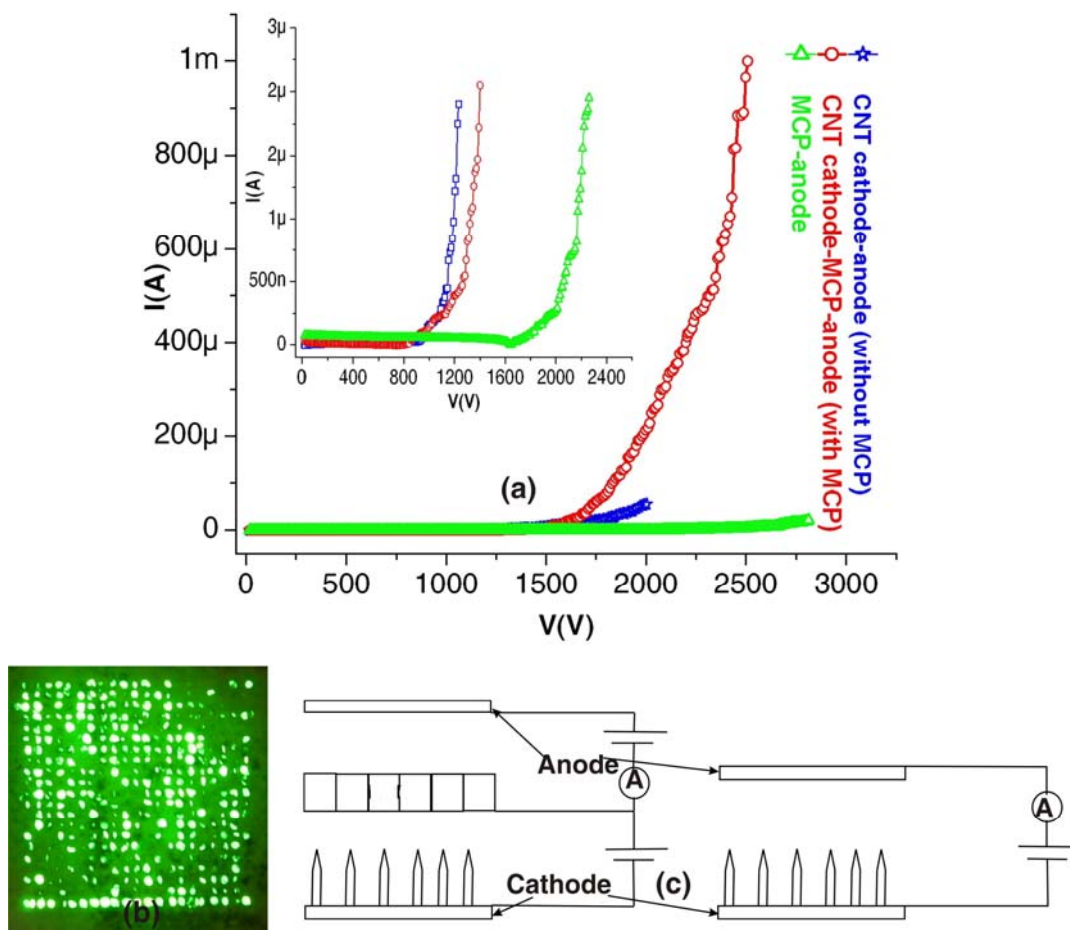 3µ
2µ
2µ
1µ
500n
0
I(A)
0 400 800 1200 1600 2000 2400
V(V)
1m
800µ
600µ
400µ
200µ
0
I(A)
(a)
0 500 1000 1500 2000 2500 3000
V(V)
CNT cathode-anode (without MCP)
CNT cathode-MCP-anode (with MCP)
MCP-anode
(b)
Anode
A
A
Cathode
(c)